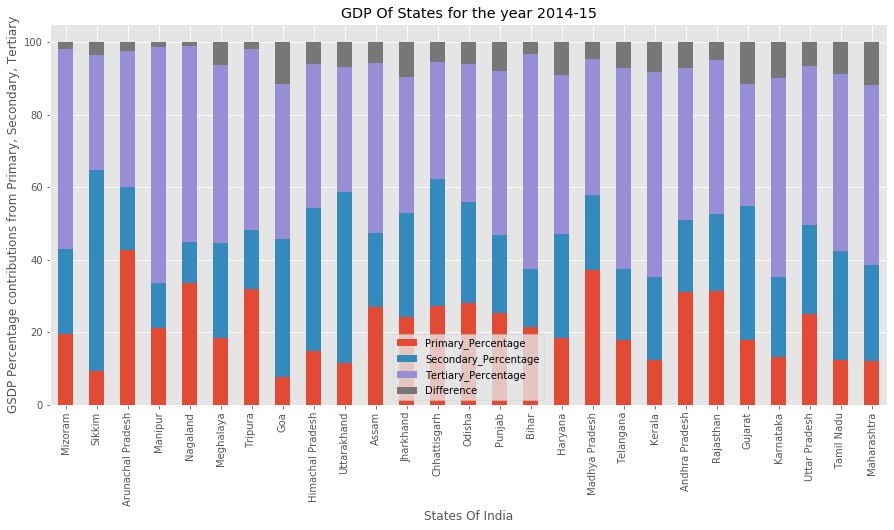 GDP Of States for the year 2014-15
GSDP Percentage contributions from Primary, Secondary, Tertiary
100
80
60
40
20
0
Primary_Percentage
Secondary_Percentage
Tertiary_Percentage
Difference
Mizoram
Sikkim
Arunachal Pradesh
Manipur
Nagaland
Meghalaya
Tripura
Goa
Himachal Pradesh
Uttarakhand
Assam
Jharkhand
Chhattisgarh
Odisha
Punjab
Bihar
Haryana
Madhya Pradesh
Telangana
Kerala
Andhra Pradesh
Rajasthan
Gujarat
Karnataka
Uttar Pradesh
Tamil Nadu
Maharashtra
States Of India